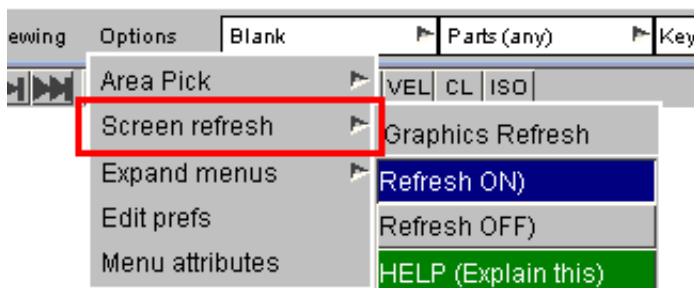 ewing Options Blank Parts (any) Key
Area Pick VEL CL ISO
Screen refresh Graphics Refresh
Expand menus Refresh ON)
Edit prefs Refresh OFF)
Menu attributes HELP (Explain this)